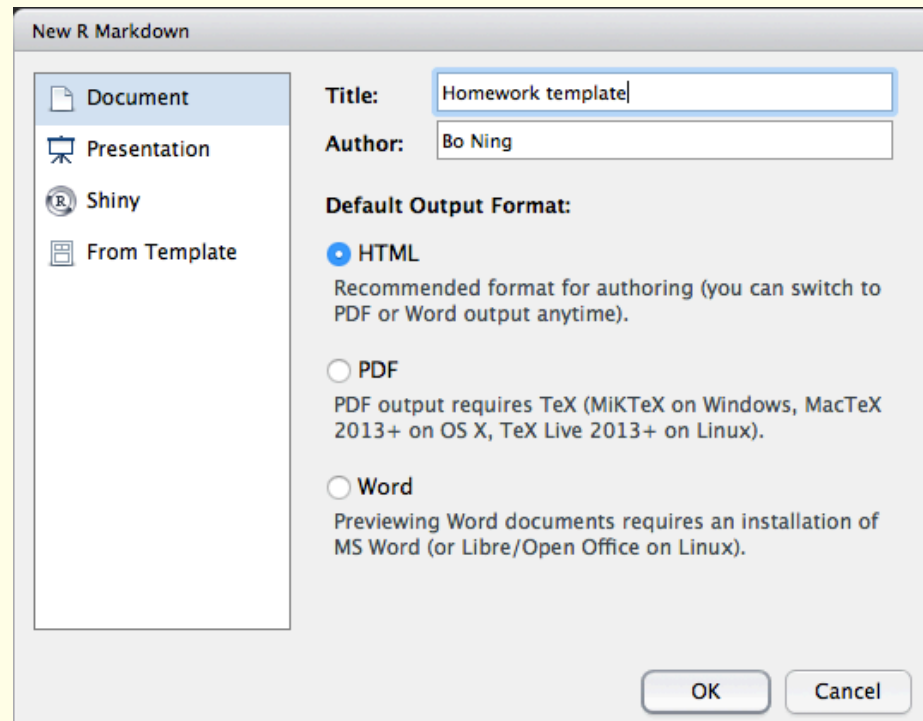 New R Markdown
Document
Presentation
Shiny
From Template
Title: Homework template
Author: Bo Ning
Default Output Format:
HTML
Recommended format for authoring (you can switch to
PDF or Word output anytime).
PDF
PDF output requires TeX (MiKTeX on Windows, MacTeX
2013+ on OS X, TeX Live 2013+ on Linux).
Word
Previewing Word documents requires an installation of
MS Word (or Libre/Open Office on Linux).
OK Cancel